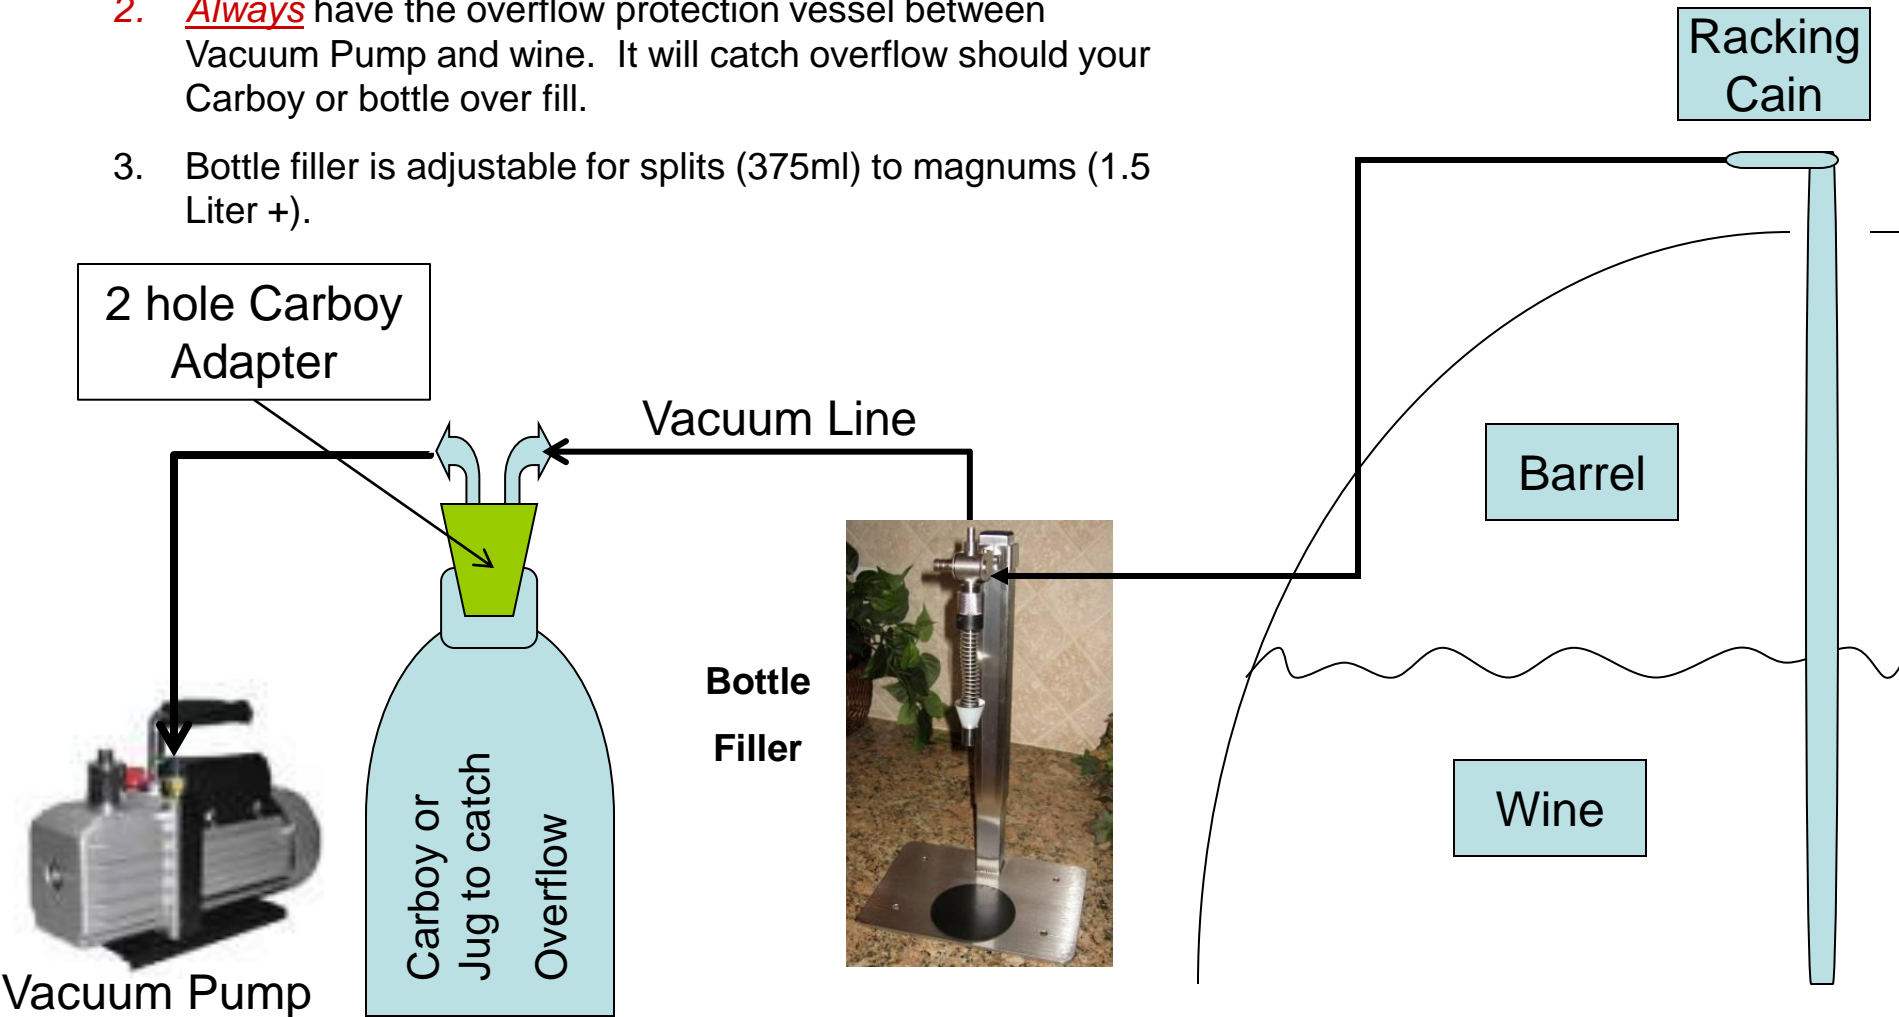 2. Always have the overflow protection vessel between
Vacuum Pump and wine. It will catch overflow should your
Carboy or bottle over fill.
3. Bottle filler is adjustable for splits (375ml) to magnums (1.5
Liter +).
Racking
Cain
2 hole Carboy
Adapter
Vacuum Line
Barrel
Bottle
Filler
Wine
Carboy or
Jug to catch
Overflow
Vacuum Pump